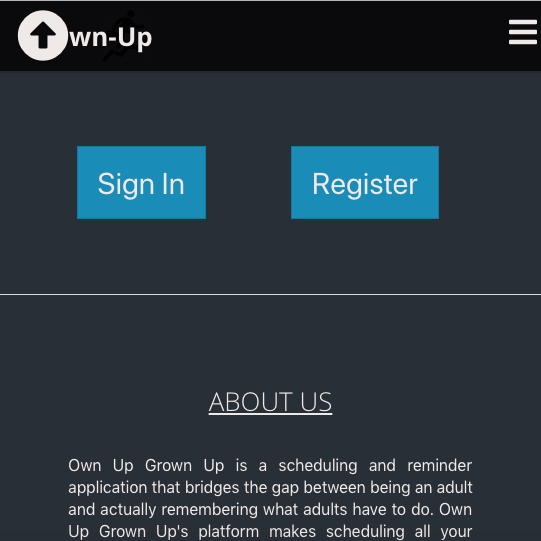 wn-Up
Sign In
Register
ABOUT US
Own Up Grown Up is a scheduling and reminder
application that bridges the gap between being an adult
and actually remembering what adults have to do. Own
Up Grown Up's platform makes scheduling all your